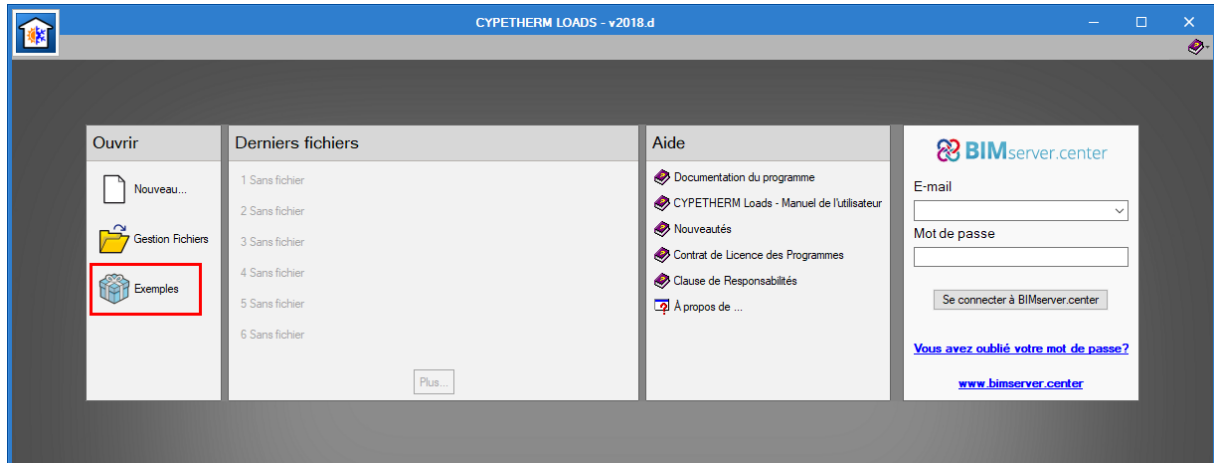 CYPETHERM LOADS - v2018.d
Ouvrir
Nouveau...
Gestion Fichiers
Exemples
Derniers fichiers
1 Sans fichier
2 Sans fichier
3 Sans fichier
4 Sans fichier
5 Sans fichier
6 Sans fichier
Plus...
Aide
Documentation du programme
CYPETHERM Loads - Manuel de l'utilisateur
Nouveautés
Contrat de Licence des Programmes
Clause de Responsabilités
À propos de ...
BIMserver.center
E-mail
Mot de passe
Se connecter à BIMserver.center
Vous avez oublié votre mot de passe?
www.bimserver.center